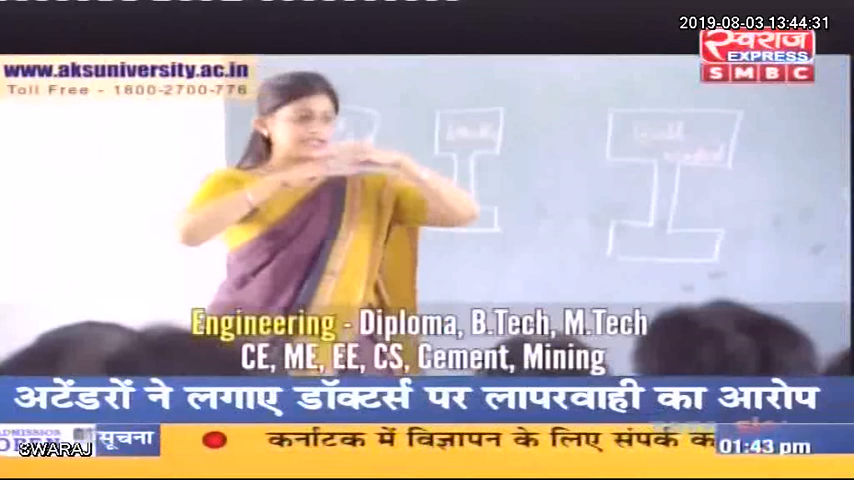 2019-08-03 13:44:31
स्वराज
EXPRESS
SMBC
www.aksuniversity.ac.in
Toll Free - 1800-2700-776
Engineering - Diploma, B.Tech, M.Tech
CE, ME, EE, CS, Cement, Mining
अटेंडरों ने लगाए डॉक्टर्स पर लापरवाही का आरोप
ADMISSION
OPEN
सूचना
कर्नाटक में विज्ञापन के लिए संपर्क क
SWARAJ
01:43 pm